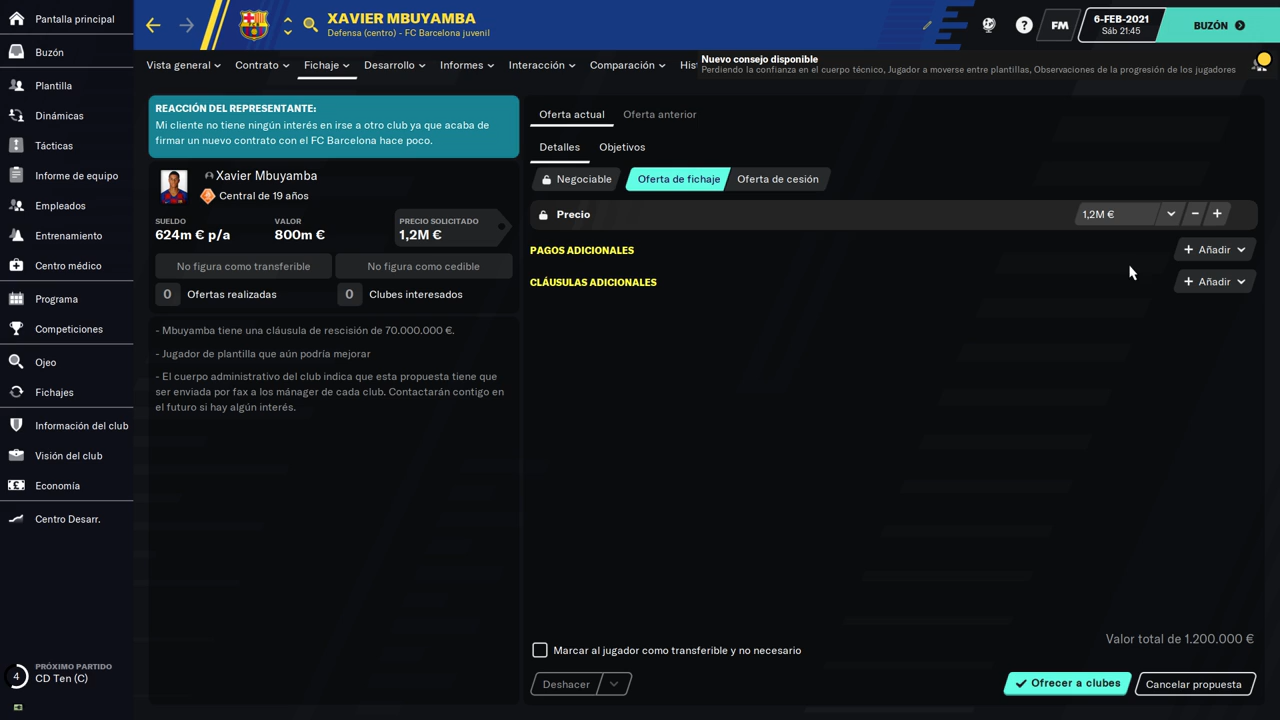 Pantalla principal
Buzón
Plantilla
Dinámicas
Tácticas
Informe de equipo
Empleados
Entrenamiento
Centro médico
Programa
Competiciones
Ojeo
Fichajes
Información del club
Visión del club
Economía
Centro Desarr.
4
PRÓXIMO PARTIDO
CD Ten (C)
XAVIER MBUYAMBA
Defensa (centro) - FC Barcelona juvenil
?
FM
6-FEB-2021
Sáb 21:45
BUZÓN
Vista general
Contrato
Fichaje
Desarrollo
Informes
Interacción
Comparación
His
Nuevo consejo disponible
Perdiendo la confianza en el cuerpo técnico, Jugador a moverse entre plantillas, Observaciones de la progresión de los jugadores
REACCIÓN DEL REPRESENTANTE:
Mi cliente no tiene ningún interés en irse a otro club ya que acaba de
firmar un nuevo contrato con el FC Barcelona hace poco.
Xavier Mbuyamba
Central de 19 años
SUELDO
624m € p/a
VALOR
800m €
PRECIO SOLICITADO
1,2M €
No figura como transferible
No figura como cedible
0 Ofertas realizadas
0 Clubes interesados
- Mbuyamba tiene una cláusula de rescisión de 70.000.000 €.
- Jugador de plantilla que aún podría mejorar
- El cuerpo administrativo del club indica que esta propuesta tiene que
ser enviada por fax a los mánager de cada club. Contactarán contigo en
el futuro si hay algún interés.
Oferta actual
Oferta anterior
Detalles
Objetivos
Negociable
Oferta de fichaje
Oferta de cesión
Precio
1,2M €
PAGOS ADICIONALES
+ Añadir
CLÁUSULAS ADICIONALES
+ Añadir
Valor total de 1.200.000 €
Marcar al jugador como transferible y no necesario
Deshacer
Ofrecer a clubes
Cancelar propuesta